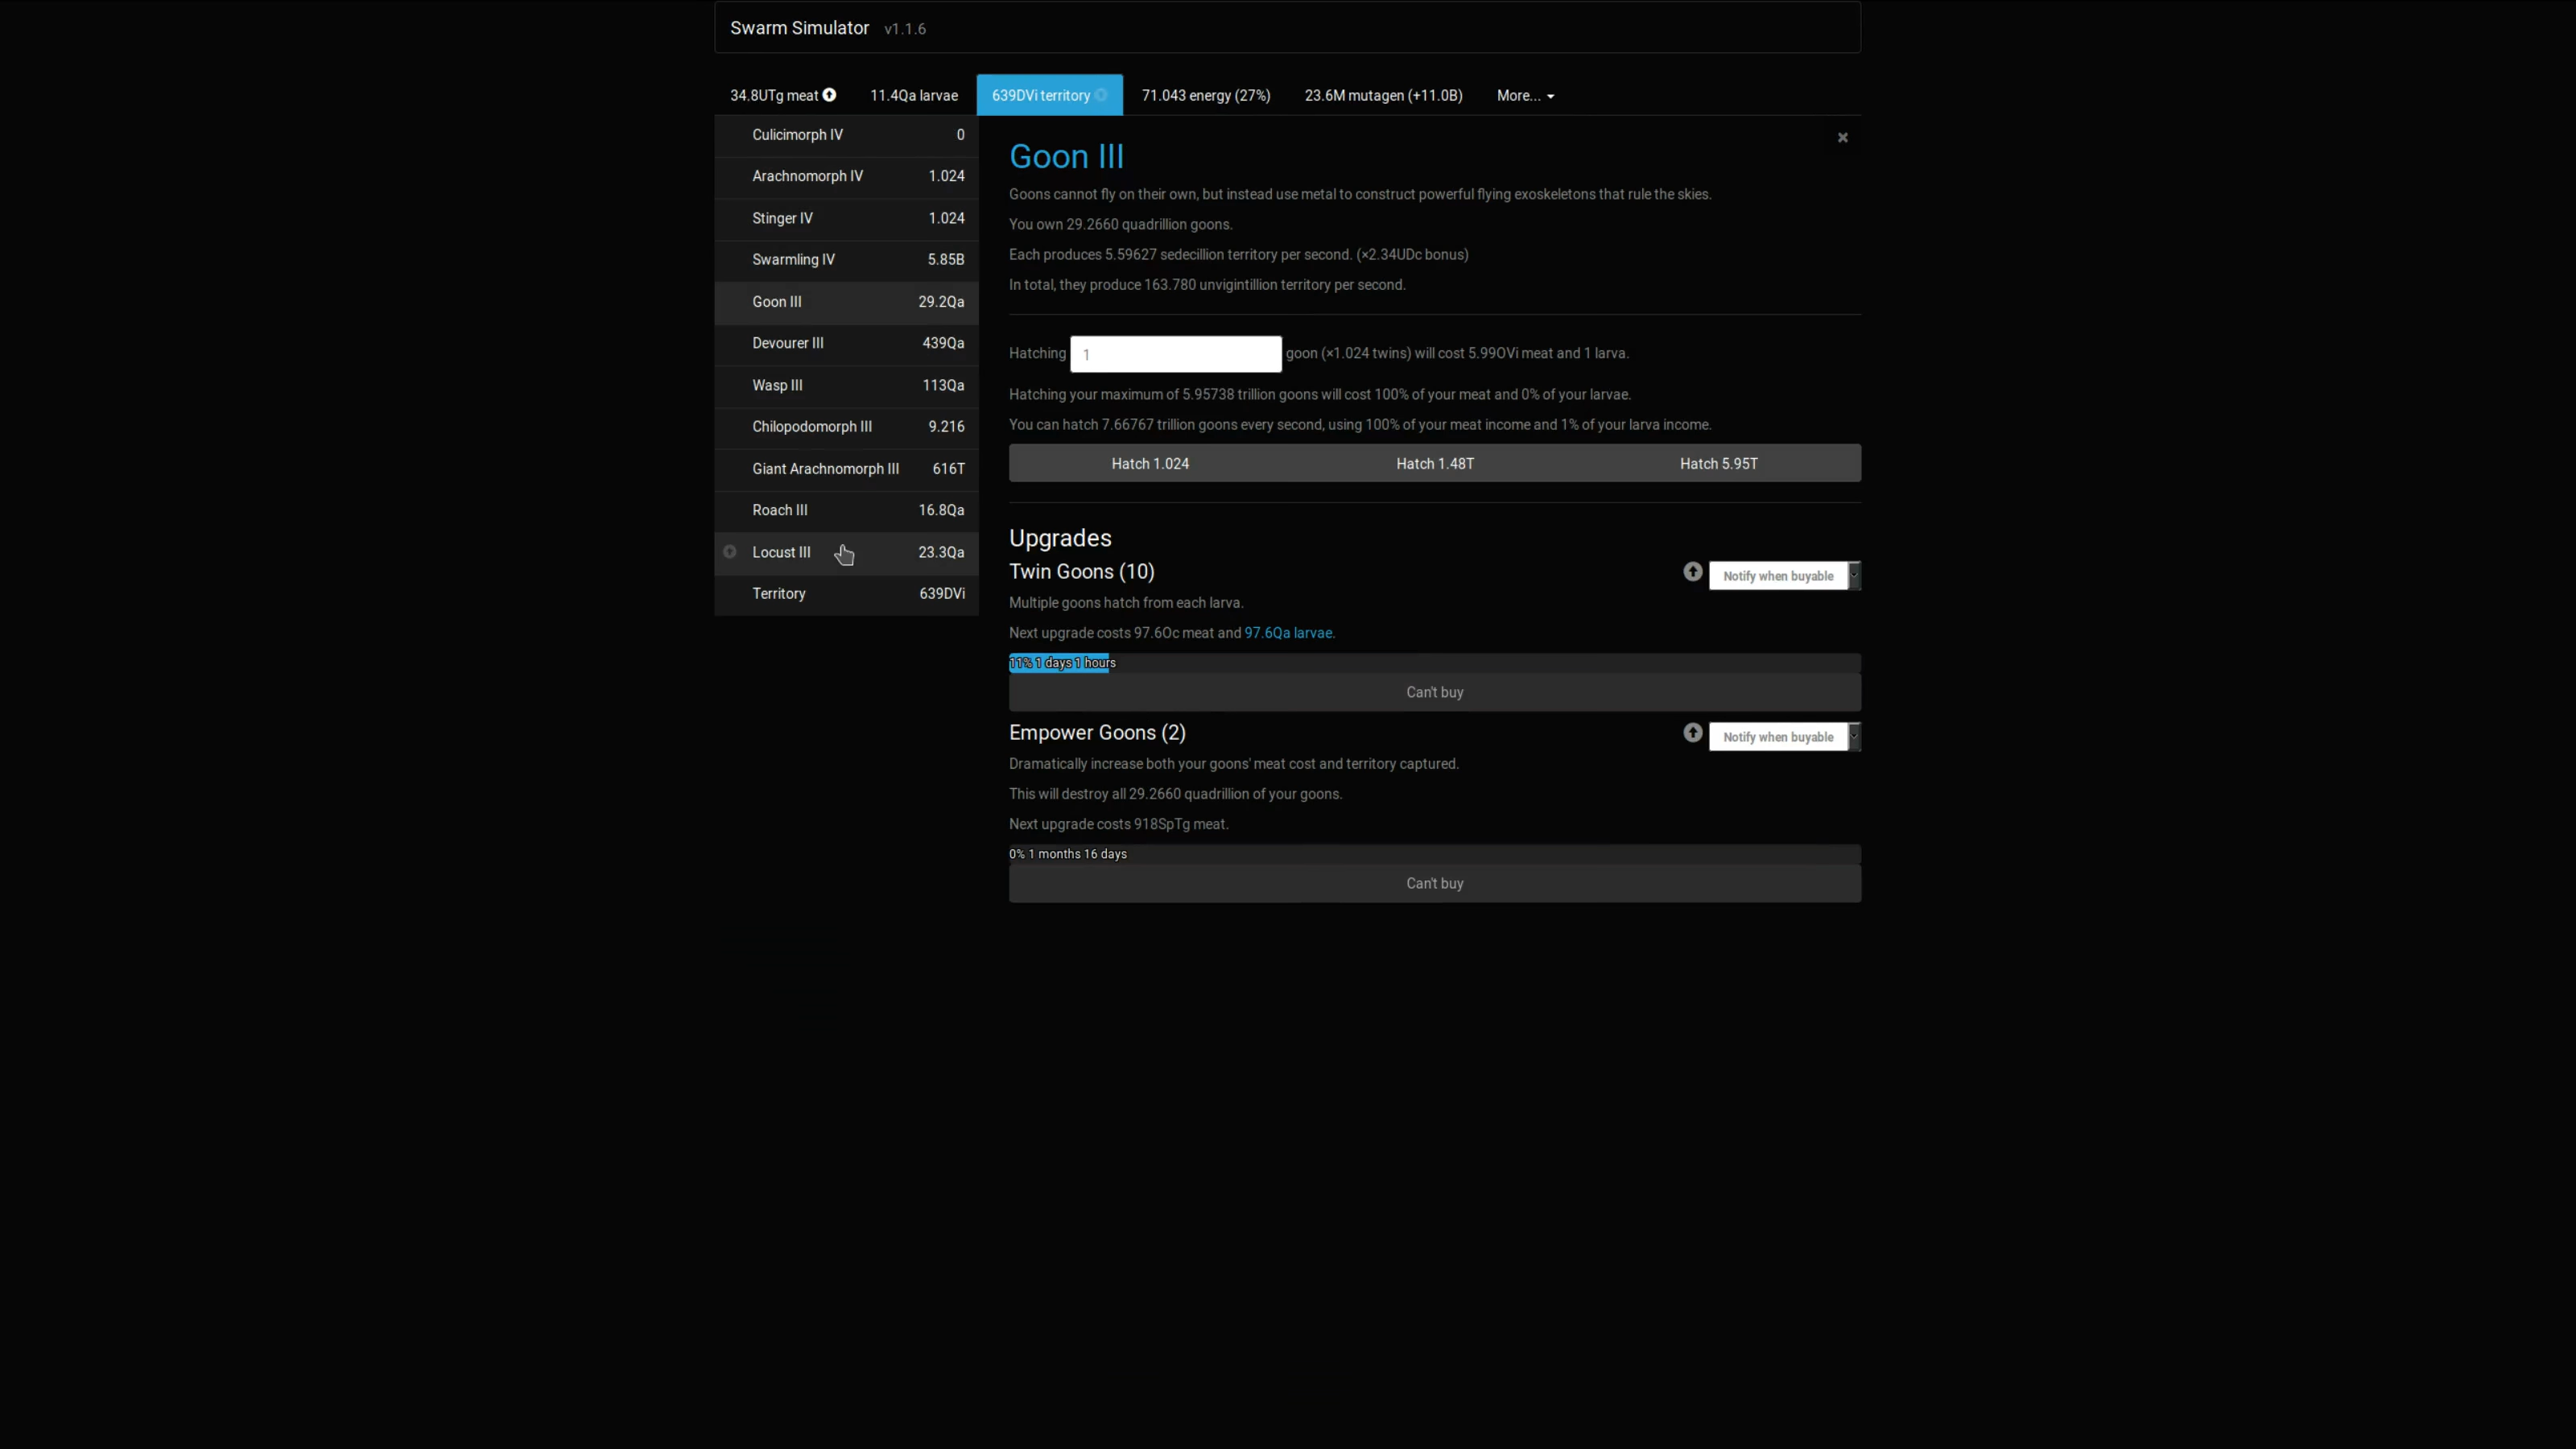 Swarm Simulator v1.1.6
34.8UTg meat 11.4Qa larvae 639DVi territory 71.043 energy (27%) 23.6M mutagen (+11.0B) More...
Culicimorph IV 0
Arachnomorph IV 1.024
Stinger IV 1.024
Swarmling IV 5.85B
Goon III 29.2Qa
Devourer III 439Qa
Wasp III 113Qa
Chilopodomorph III 9.216
Giant Arachnomorph III 616T
Roach III 16.8Qa
Locust III 23.3Qa
Territory 639DVi
Goon III
Goons cannot fly on their own, but instead use metal to construct powerful flying exoskeletons that rule the skies.
You own 29.2660 quadrillion goons.
Each produces 5.59627 sedecillion territory per second. (×2.34UDc bonus)
In total, they produce 163.780 unvigintillion territory per second.
Hatching 1 goon (×1.024 twins) will cost 5.99OVi meat and 1 larva.
Hatching your maximum of 5.95738 trillion goons will cost 100% of your meat and 0% of your larvae.
You can hatch 7.66767 trillion goons every second, using 100% of your meat income and 1% of your larva income.
Hatch 1.024 Hatch 1.48T Hatch 5.95T
Upgrades
Twin Goons (10) Notify when buyable
Multiple goons hatch from each larva.
Next upgrade costs 97.6Oc meat and 97.6Qa larvae.
11% 1 days 1 hours
Can't buy
Empower Goons (2) Notify when buyable
Dramatically increase both your goons' meat cost and territory captured.
This will destroy all 29.2660 quadrillion of your goons.
Next upgrade costs 918SpTg meat.
0% 1 months 16 days
Can't buy